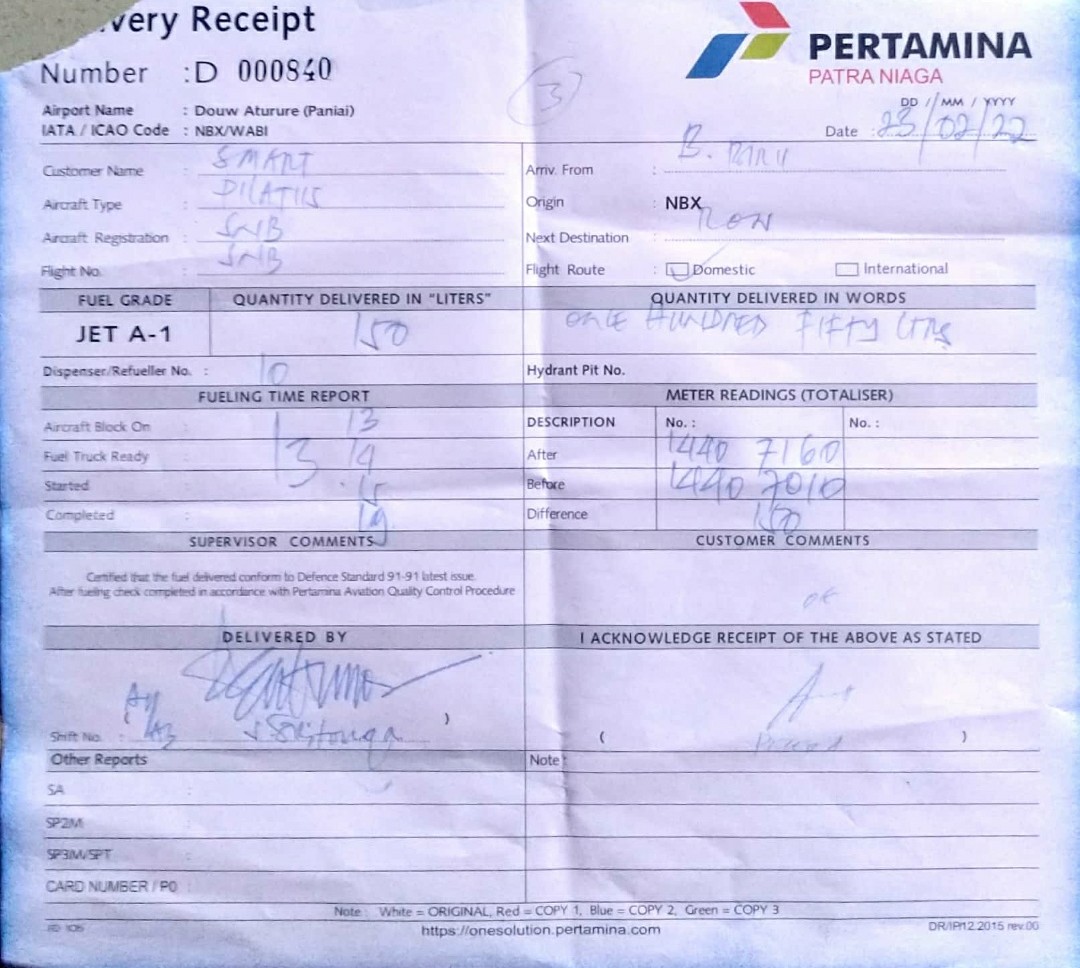 very Receipt
PERTAMINA
PATRA NIAGA
Number : D 000840
3
Airport Name : Douw Aturure (Paniai)
DD / MM / YYYY
IATA / ICAO Code : NBX/WABI
Date : 23/02/22
Customer Name : SMART
Arriv. From : B.
Aircraft Type : PILATUS
Origin : NBX
Aircraft Registration : SNB
Next Destination :
Flight No. : SNB
Flight Route : Domestic International
FUEL GRADE QUANTITY DELIVERED IN "LITERS" QUANTITY DELIVERED IN WORDS
JET A-1 150 ONE HUNDRED FIFTY LTRS
Dispenser/Refueller No. : 10
Hydrant Pit No.
FUELING TIME REPORT METER READINGS (TOTALISER)
Aircraft Block On : 13
DESCRIPTION No. : No. :
Fuel Truck Ready : 13 . 14
After 1440 7160
Started : 15
Before 1440 7010
Completed : 19
Difference 150
SUPERVISOR COMMENTS CUSTOMER COMMENTS
Certified that the fuel delivered conform to Defence Standard 91-91 latest issue.
After fueling check completed in accordance with Pertamina Aviation Quality Control Procedure
OK
DELIVERED BY I ACKNOWLEDGE RECEIPT OF THE ABOVE AS STATED
Shift No. : )
( )
Other Reports Note :
SA :
SP2M :
SP3M/SPT :
CARD NUMBER / PO :
Note : White = ORIGINAL, Red = COPY 1, Blue = COPY 2, Green = COPY 3
https://onesolution.pertamina.com
DR/IP/12.2015 rev.00